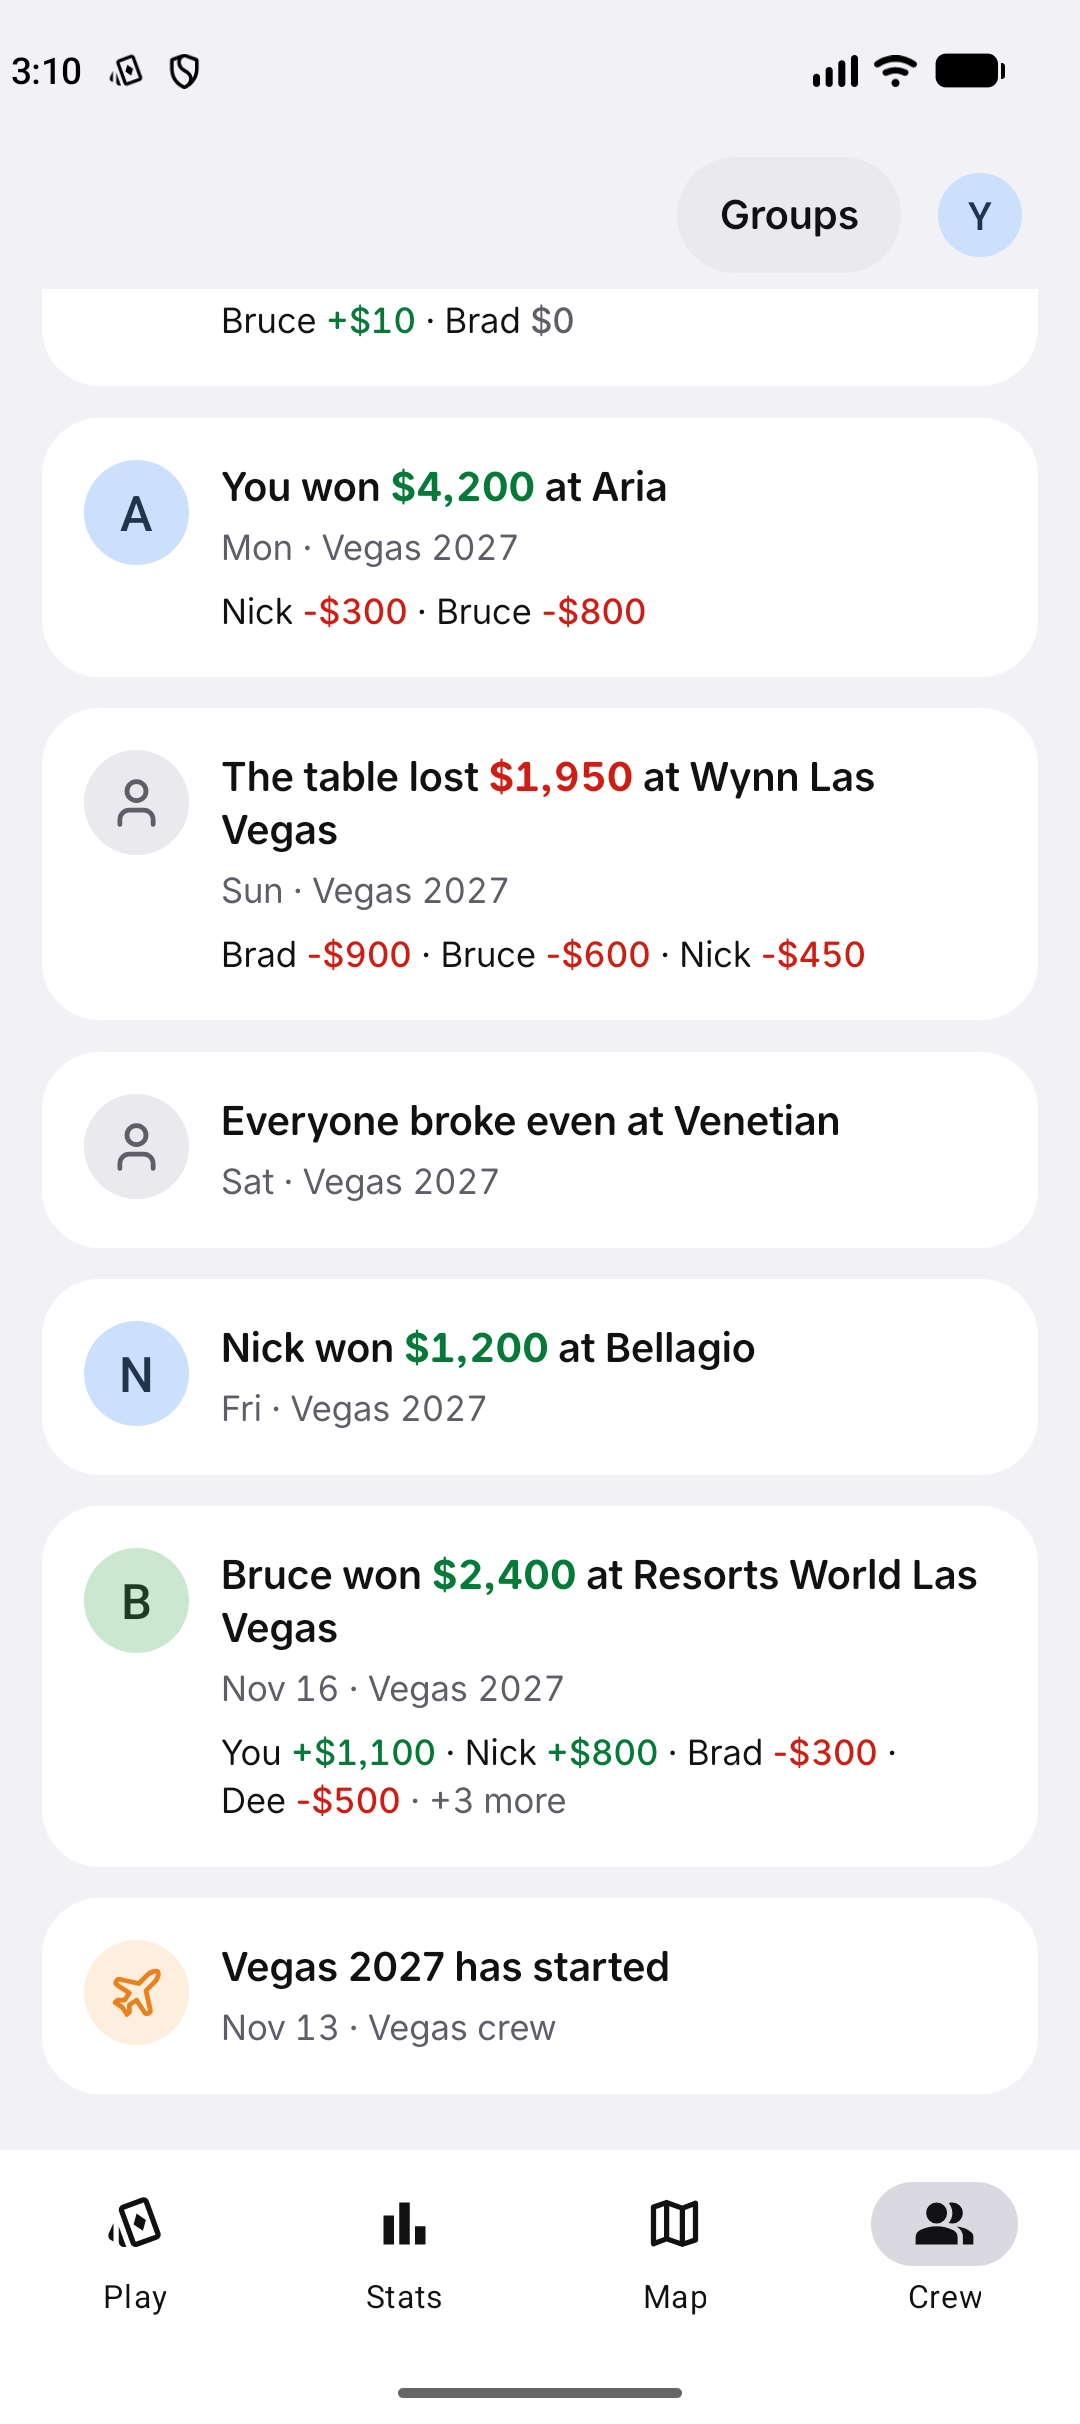 3:10
Groups
Y
Bruce +$10 · Brad $0
A
You won $4,200 at Aria
Mon · Vegas 2027
Nick -$300 · Bruce -$800
The table lost $1,950 at Wynn Las
Vegas
Sun · Vegas 2027
Brad -$900 · Bruce -$600 · Nick -$450
Everyone broke even at Venetian
Sat · Vegas 2027
N
Nick won $1,200 at Bellagio
Fri · Vegas 2027
B
Bruce won $2,400 at Resorts World Las
Vegas
Nov 16 · Vegas 2027
You +$1,100 · Nick +$800 · Brad -$300 ·
Dee -$500 · +3 more
Vegas 2027 has started
Nov 13 · Vegas crew
Play
Stats
Map
Crew